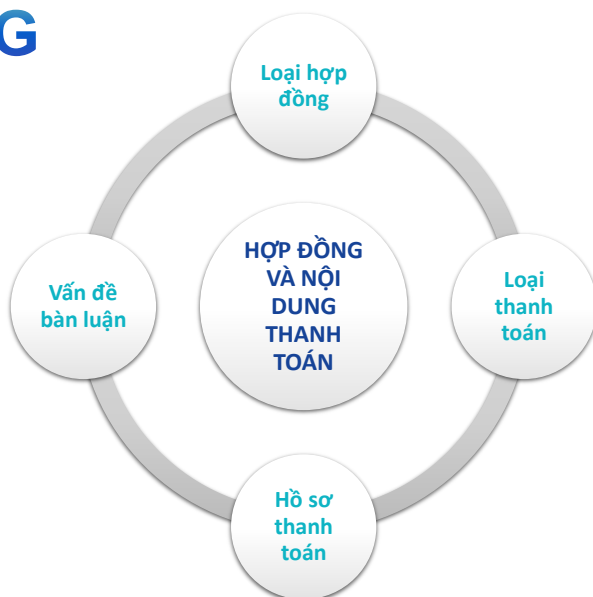 G
Loại hợp
đồng
HỢP ĐỒNG
VÀ NỘI
DUNG
THANH
TOÁN
Vấn đề
bàn luận
Loại
thanh
toán
Hồ sơ
thanh
toán